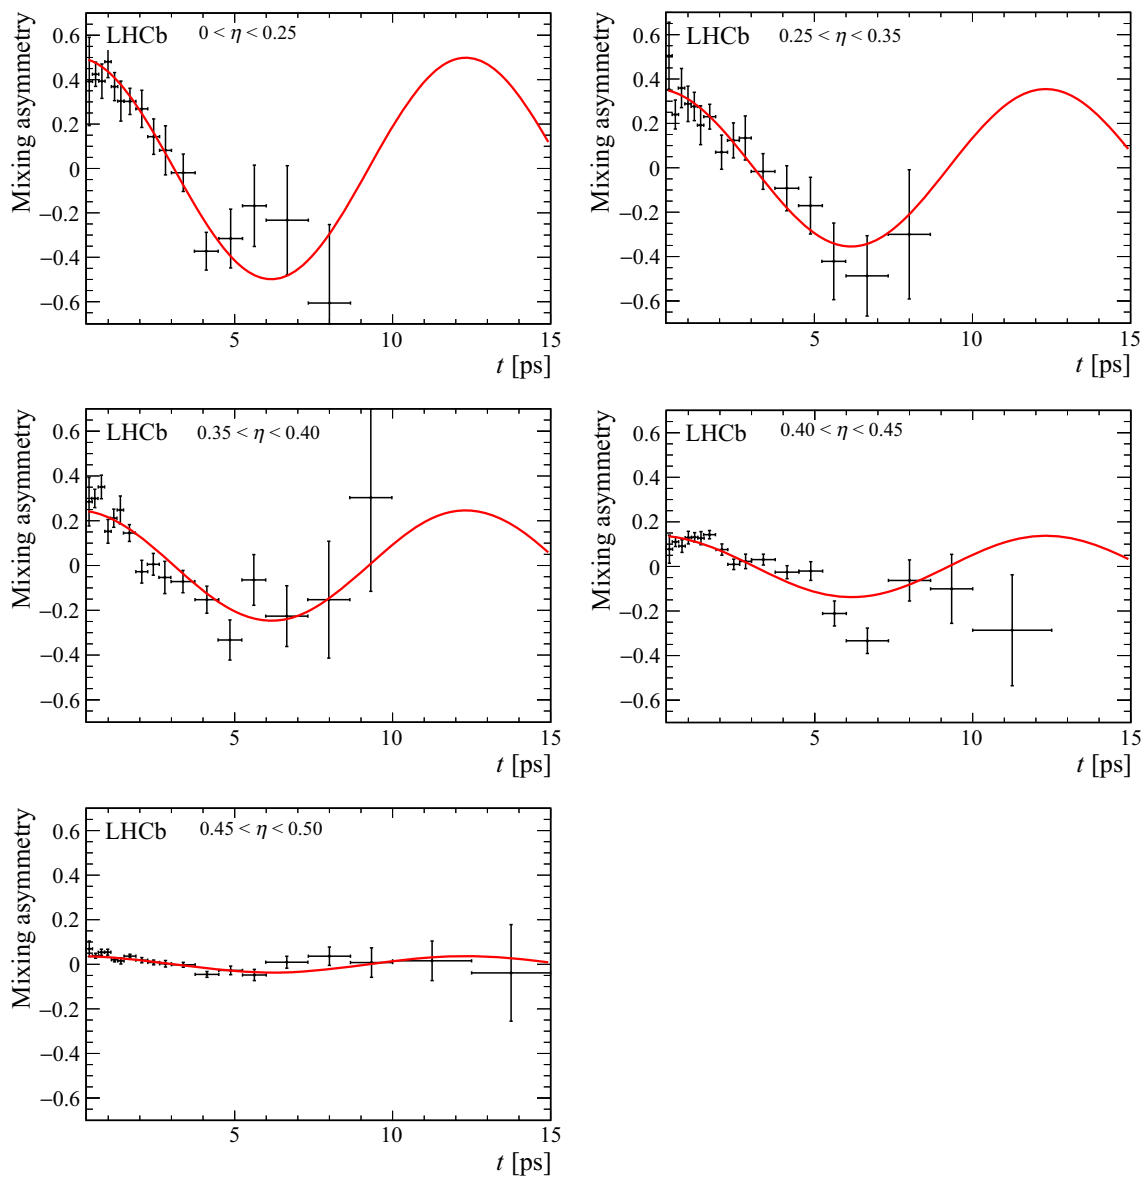 LHCb 0 < η < 0.25
Mixing asymmetry
0.6
0.4
0.2
0
−0.2
−0.4
−0.6
5 10 15
t [ps]
LHCb 0.25 < η < 0.35
Mixing asymmetry
0.6
0.4
0.2
0
−0.2
−0.4
−0.6
5 10 15
t [ps]
LHCb 0.35 < η < 0.40
Mixing asymmetry
0.6
0.4
0.2
0
−0.2
−0.4
−0.6
5 10 15
t [ps]
LHCb 0.40 < η < 0.45
Mixing asymmetry
0.6
0.4
0.2
0
−0.2
−0.4
−0.6
5 10 15
t [ps]
LHCb 0.45 < η < 0.50
Mixing asymmetry
0.6
0.4
0.2
0
−0.2
−0.4
−0.6
5 10 15
t [ps]